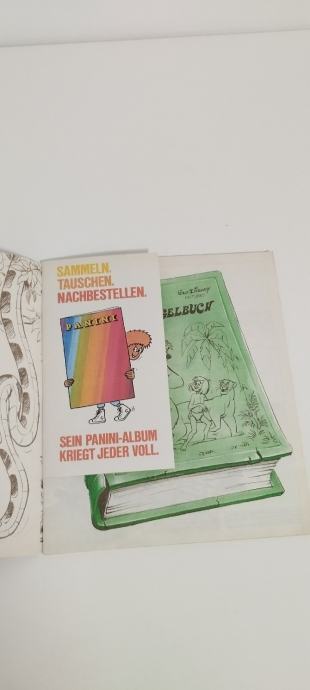 SAMMELN.
TAUSCHEN.
NACHBESTELLEN.
PANINI
SEIN PANINI-ALBUM
KRIEGT JEDER VOLL.
Walt Disney
GELBUCH